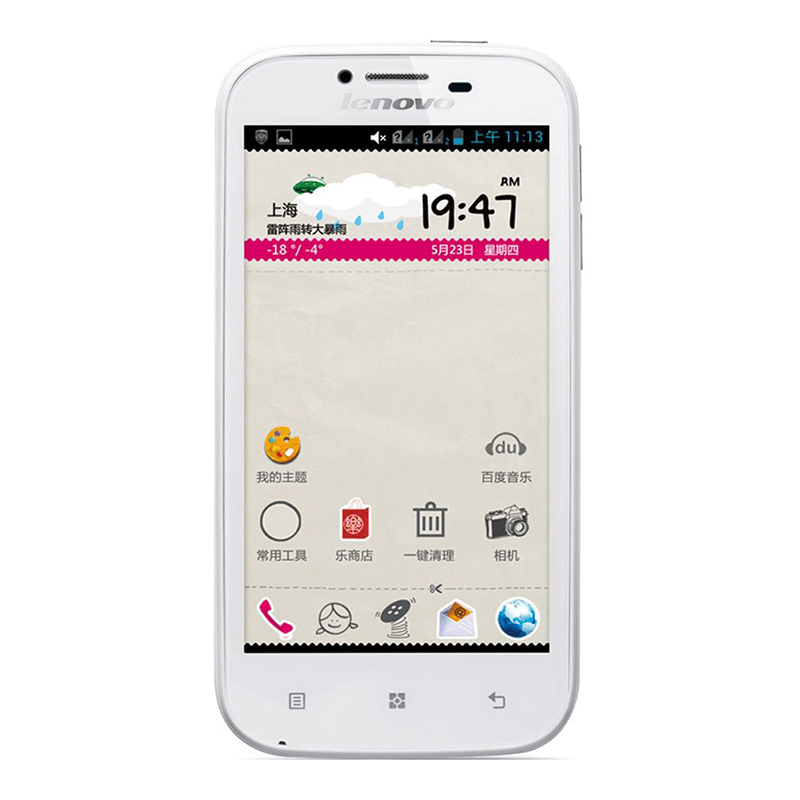 lenovo
上午 11:13
上海
雷阵雨转大暴雨
19:47 AM
-18 °/ -4° 5月23日 星期四
du
我的主题 百度音乐
常用工具 乐商店 一键清理 相机
@